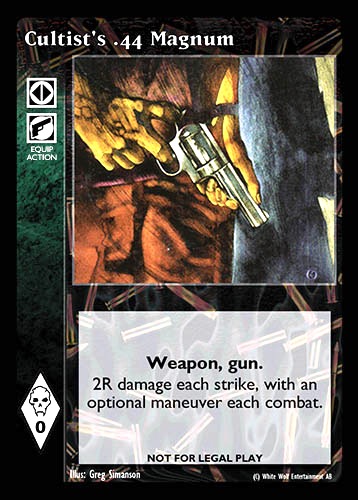 Cultist's .44 Magnum
EQUIP
ACTION
Weapon, gun.
2R damage each strike, with an
optional maneuver each combat.
0
NOT FOR LEGAL PLAY
Illus: Greg Simanson
(C) White Wolf Entertainment AB